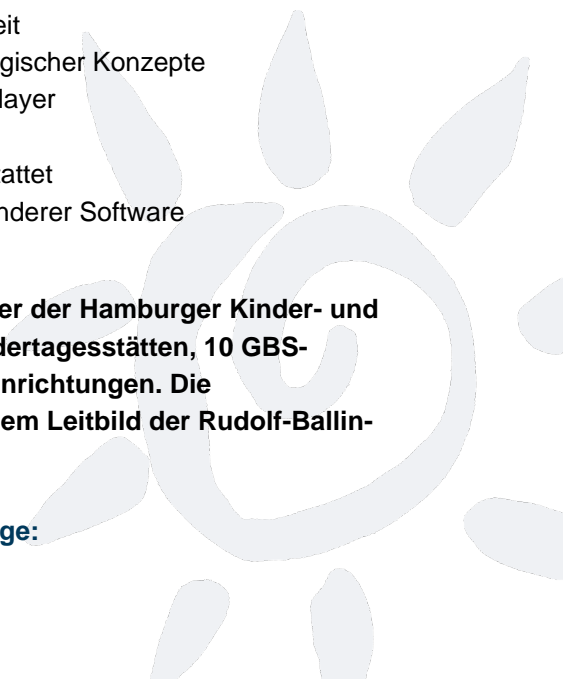 eit
gischer Konzepte
layer
tattet
nderer Software
er der Hamburger Kinder- und
dertagesstätten, 10 GBS-
nrichtungen. Die
em Leitbild der Rudolf-Ballin-
ge: